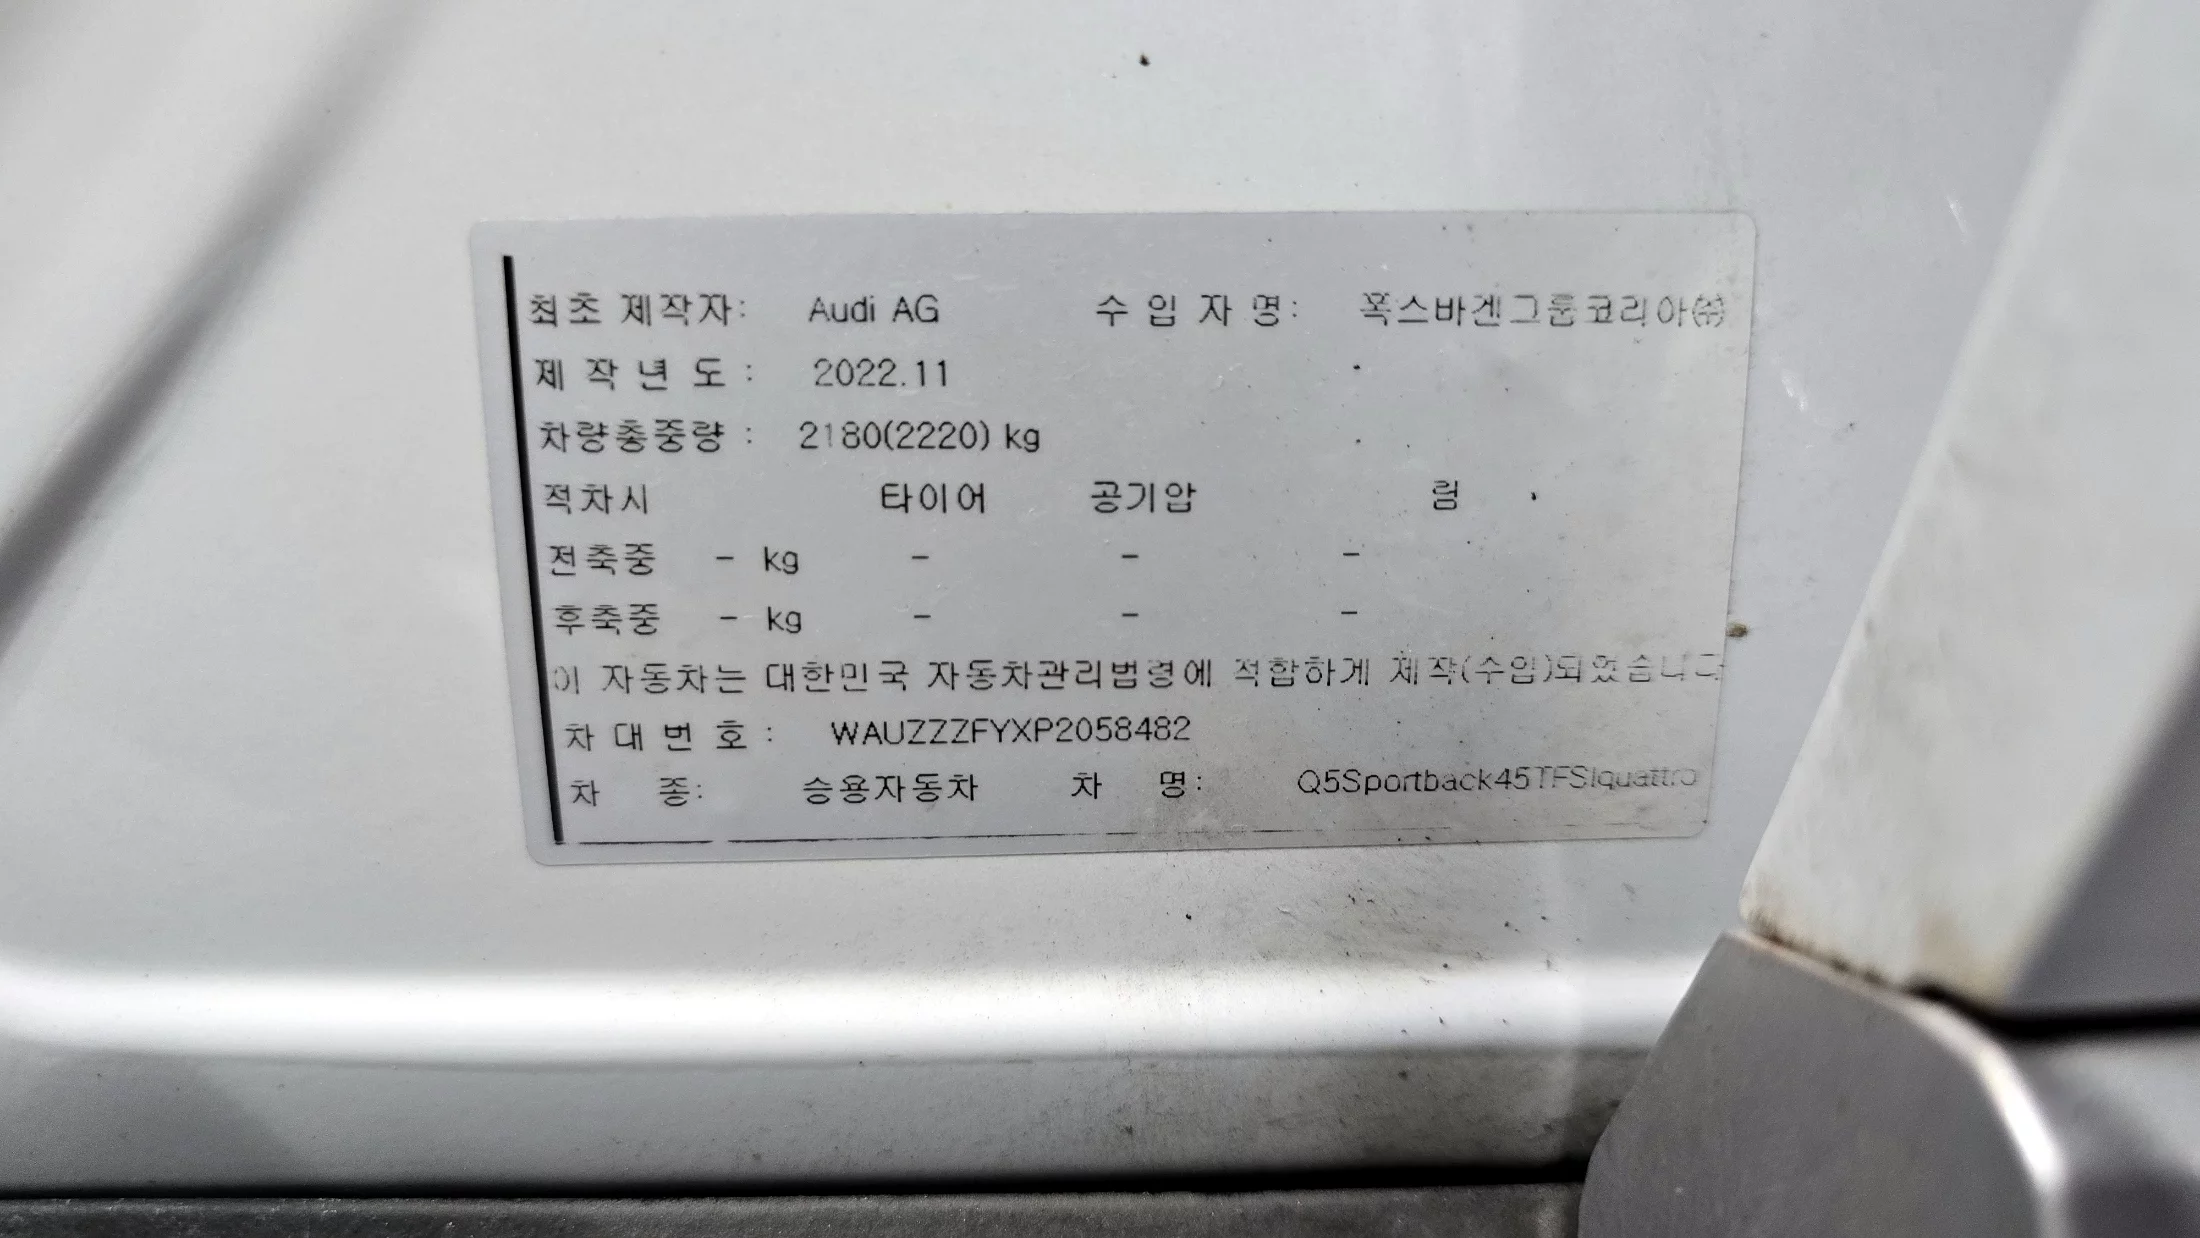 최초 제작자: Audi AG 수 입 자 명: 폭스바겐그룹코리아㈜
제 작 년 도 : 2022.11
차량총중량 : 2180(2220) kg
적차시 타이어 공기압 림
전축중 - kg - - -
후축중 - kg - - -
이 자동차는 대한민국 자동차관리법령에 적합하게 제작(수입)되었습니다
차 대 번 호 : WAUZZZFYXP2058482
차 종: 승용자동차 차 명: Q5Sportback45TFSIquattro